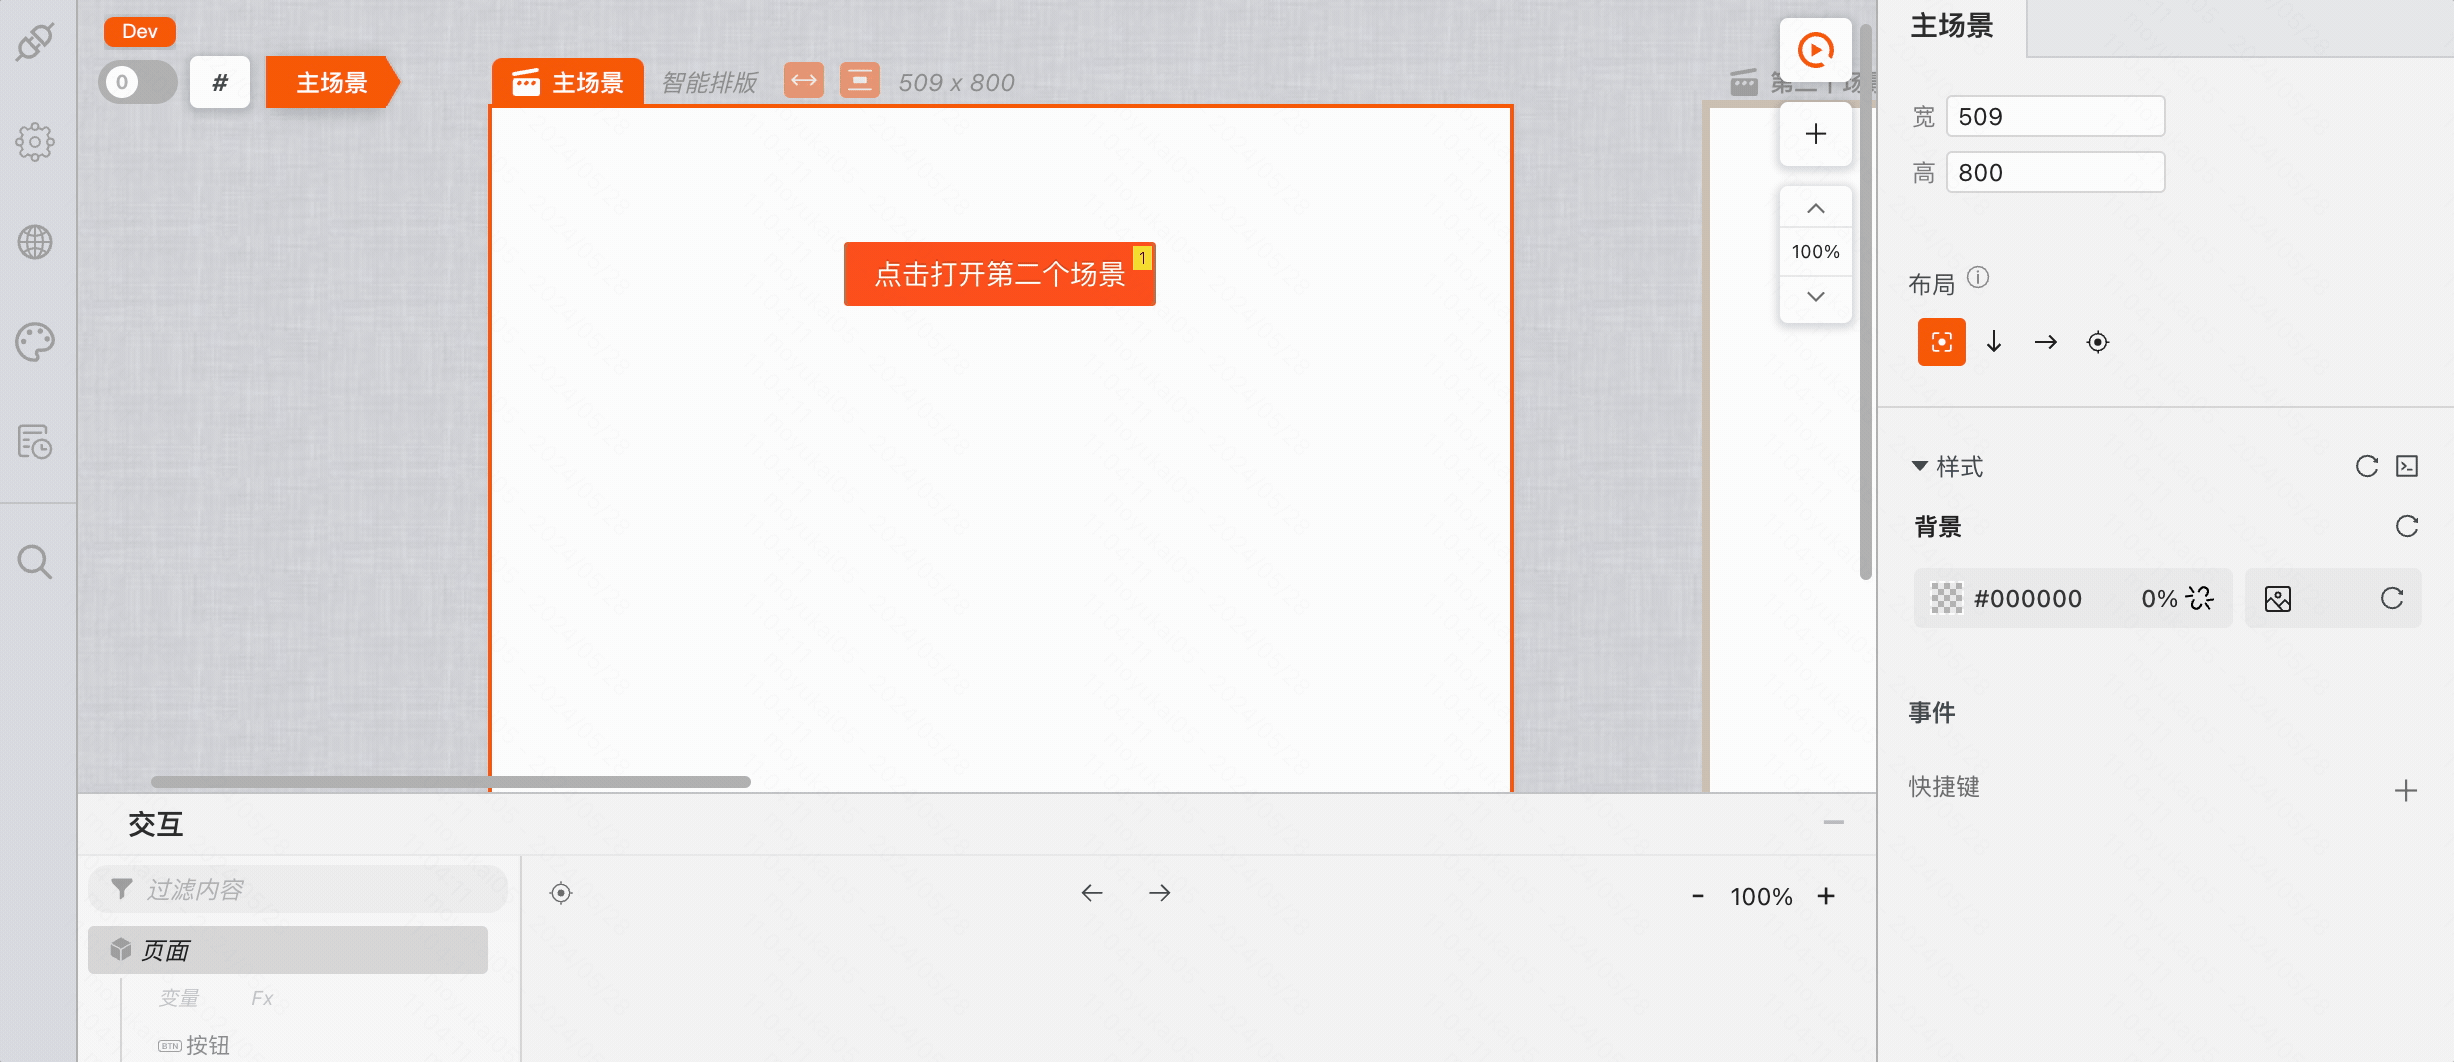 Dev
0
#
主场景
主场景
智能排版
509 x 800
点击打开第二个场景
1
100%
主场景
宽
509
高
800
布局
样式
背景
#000000
0%
事件
快捷键
交互
过滤内容
- 100% +
页面
变量
Fx
BTN 按钮